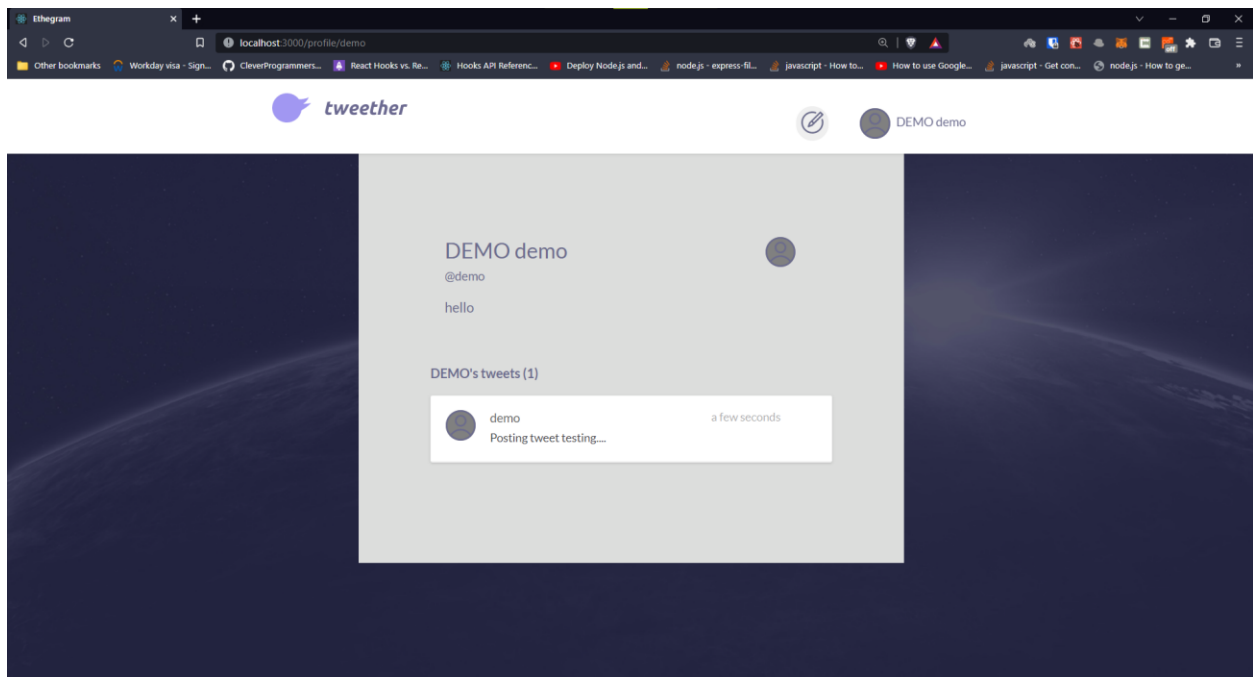 Ethegram
localhost:3000/profile/demo
Other bookmarks Workday visa - Sign... CleverProgrammers... React Hooks vs. Re... Hooks API Referenc... Deploy Node.js and... node.js - express-fil... javascript - How to... How to use Google... javascript - Get con... node.js - How to ge...
tweether
DEMO demo
DEMO demo
@demo
hello
DEMO's tweets (1)
demo a few seconds
Posting tweet testing....